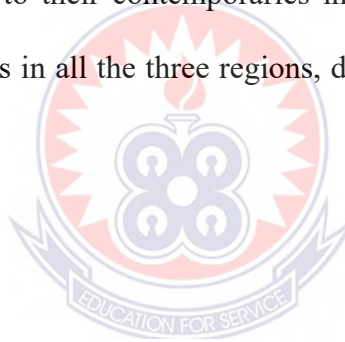 to their contemporaries in
s in all the three regions, d
EDUCATION FOR SERVICE